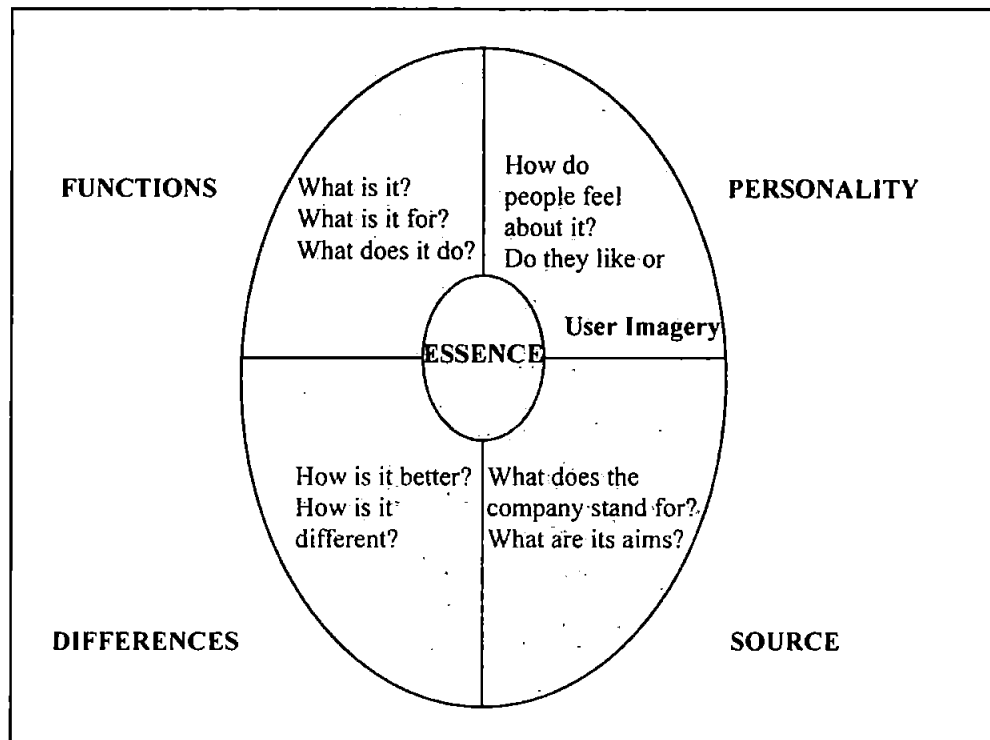 FUNCTIONS
What is it?
What is it for?
What does it do?
How do
people feel
about it?
Do they like or
PERSONALITY
User Imagery
ESSENCE
How is it better?
How is it
different?
What does the
company stand for?
What are its aims?
DIFFERENCES
SOURCE